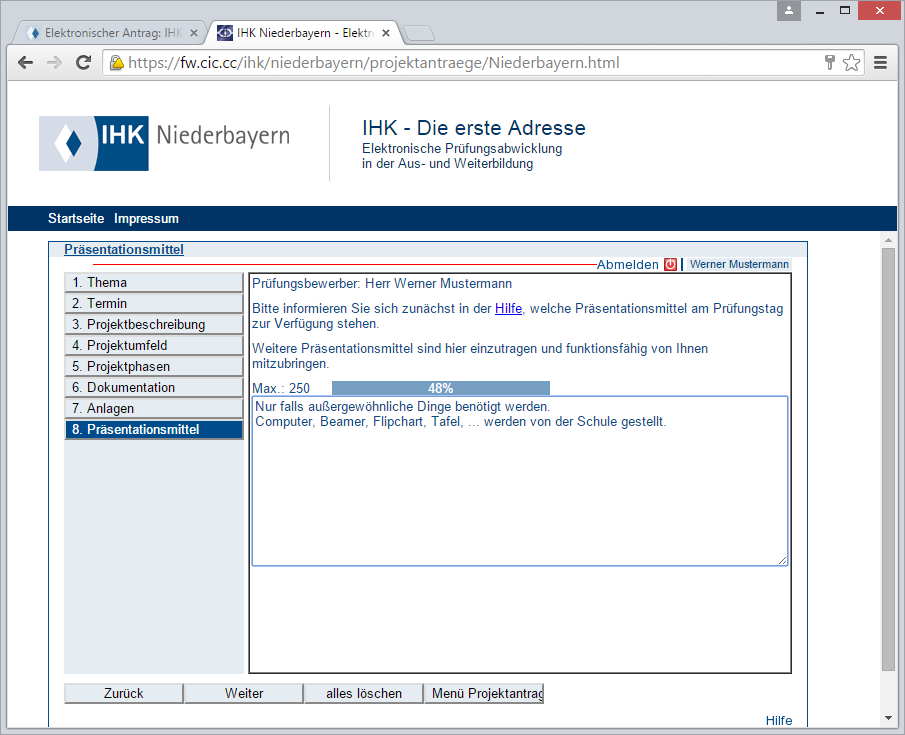 Elektronischer Antrag: IHK
IHK Niederbayern - Elektr
https://fw.cic.cc/ihk/niederbayern/projektantraege/Niederbayern.html
IHK Niederbayern
IHK - Die erste Adresse
Elektronische Prüfungsabwicklung
in der Aus- und Weiterbildung
Startseite Impressum
Präsentationsmittel
Abmelden Werner Mustermann
1. Thema
2. Termin
3. Projektbeschreibung
4. Projektumfeld
5. Projektphasen
6. Dokumentation
7. Anlagen
8. Präsentationsmittel
Prüfungsbewerber: Herr Werner Mustermann
Bitte informieren Sie sich zunächst in der Hilfe, welche Präsentationsmittel am Prüfungstag
zur Verfügung stehen.
Weitere Präsentationsmittel sind hier einzutragen und funktionsfähig von Ihnen
mitzubringen.
Max.: 250 48%
Nur falls außergewöhnliche Dinge benötigt werden.
Computer, Beamer, Flipchart, Tafel, ... werden von der Schule gestellt.
Zurück Weiter alles löschen Menü Projektantrag
Hilfe